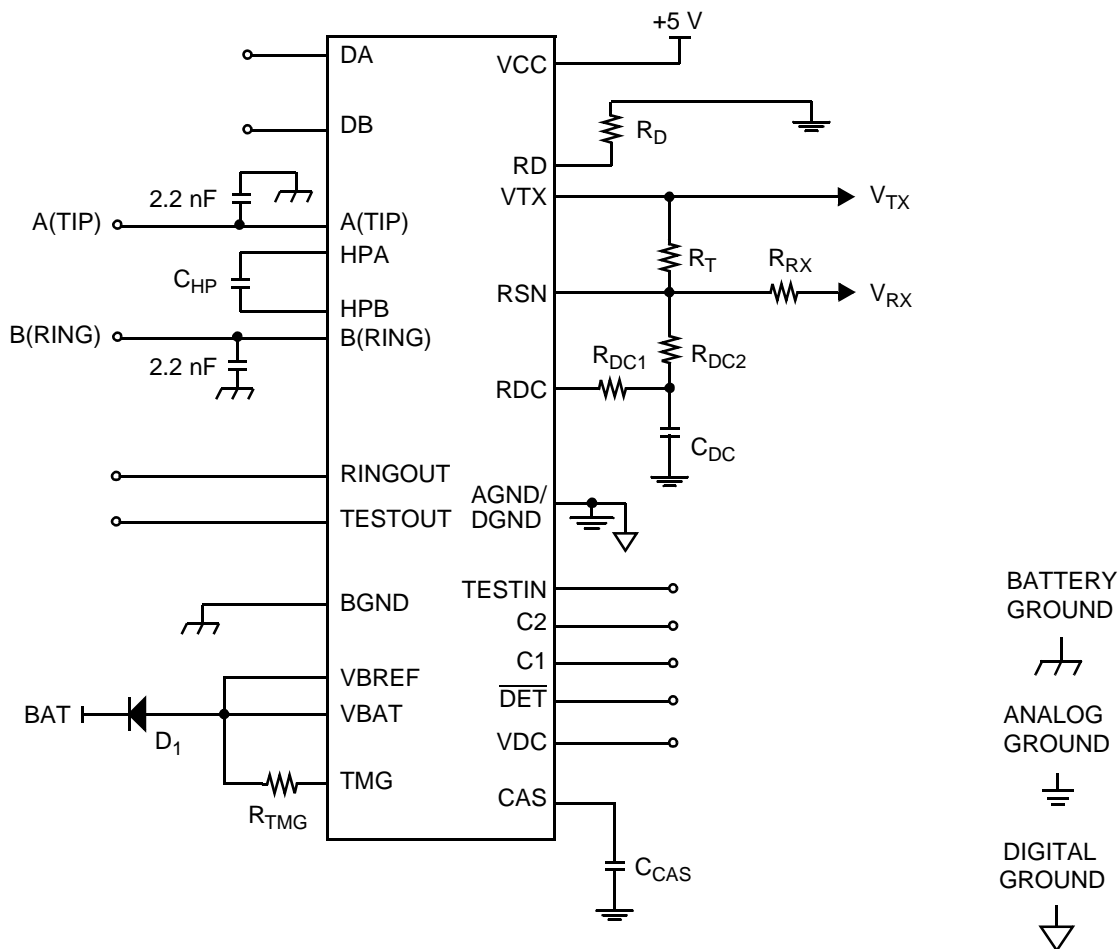 +5 V
DA
VCC
DB
R_D
RD
2.2 nF
VTX
V_TX
A(TIP)
A(TIP)
HPA
R_T
R_RX
C_HP
RSN
V_RX
HPB
B(RING)
B(RING)
R_DC1
R_DC2
2.2 nF
RDC
C_DC
RINGOUT
AGND/
DGND
TESTOUT
TESTIN
BATTERY
GROUND
BGND
C2
C1
VBREF
DET
BAT
VBAT
ANALOG
GROUND
D_1
VDC
TMG
CAS
R_TMG
C_CAS
DIGITAL
GROUND